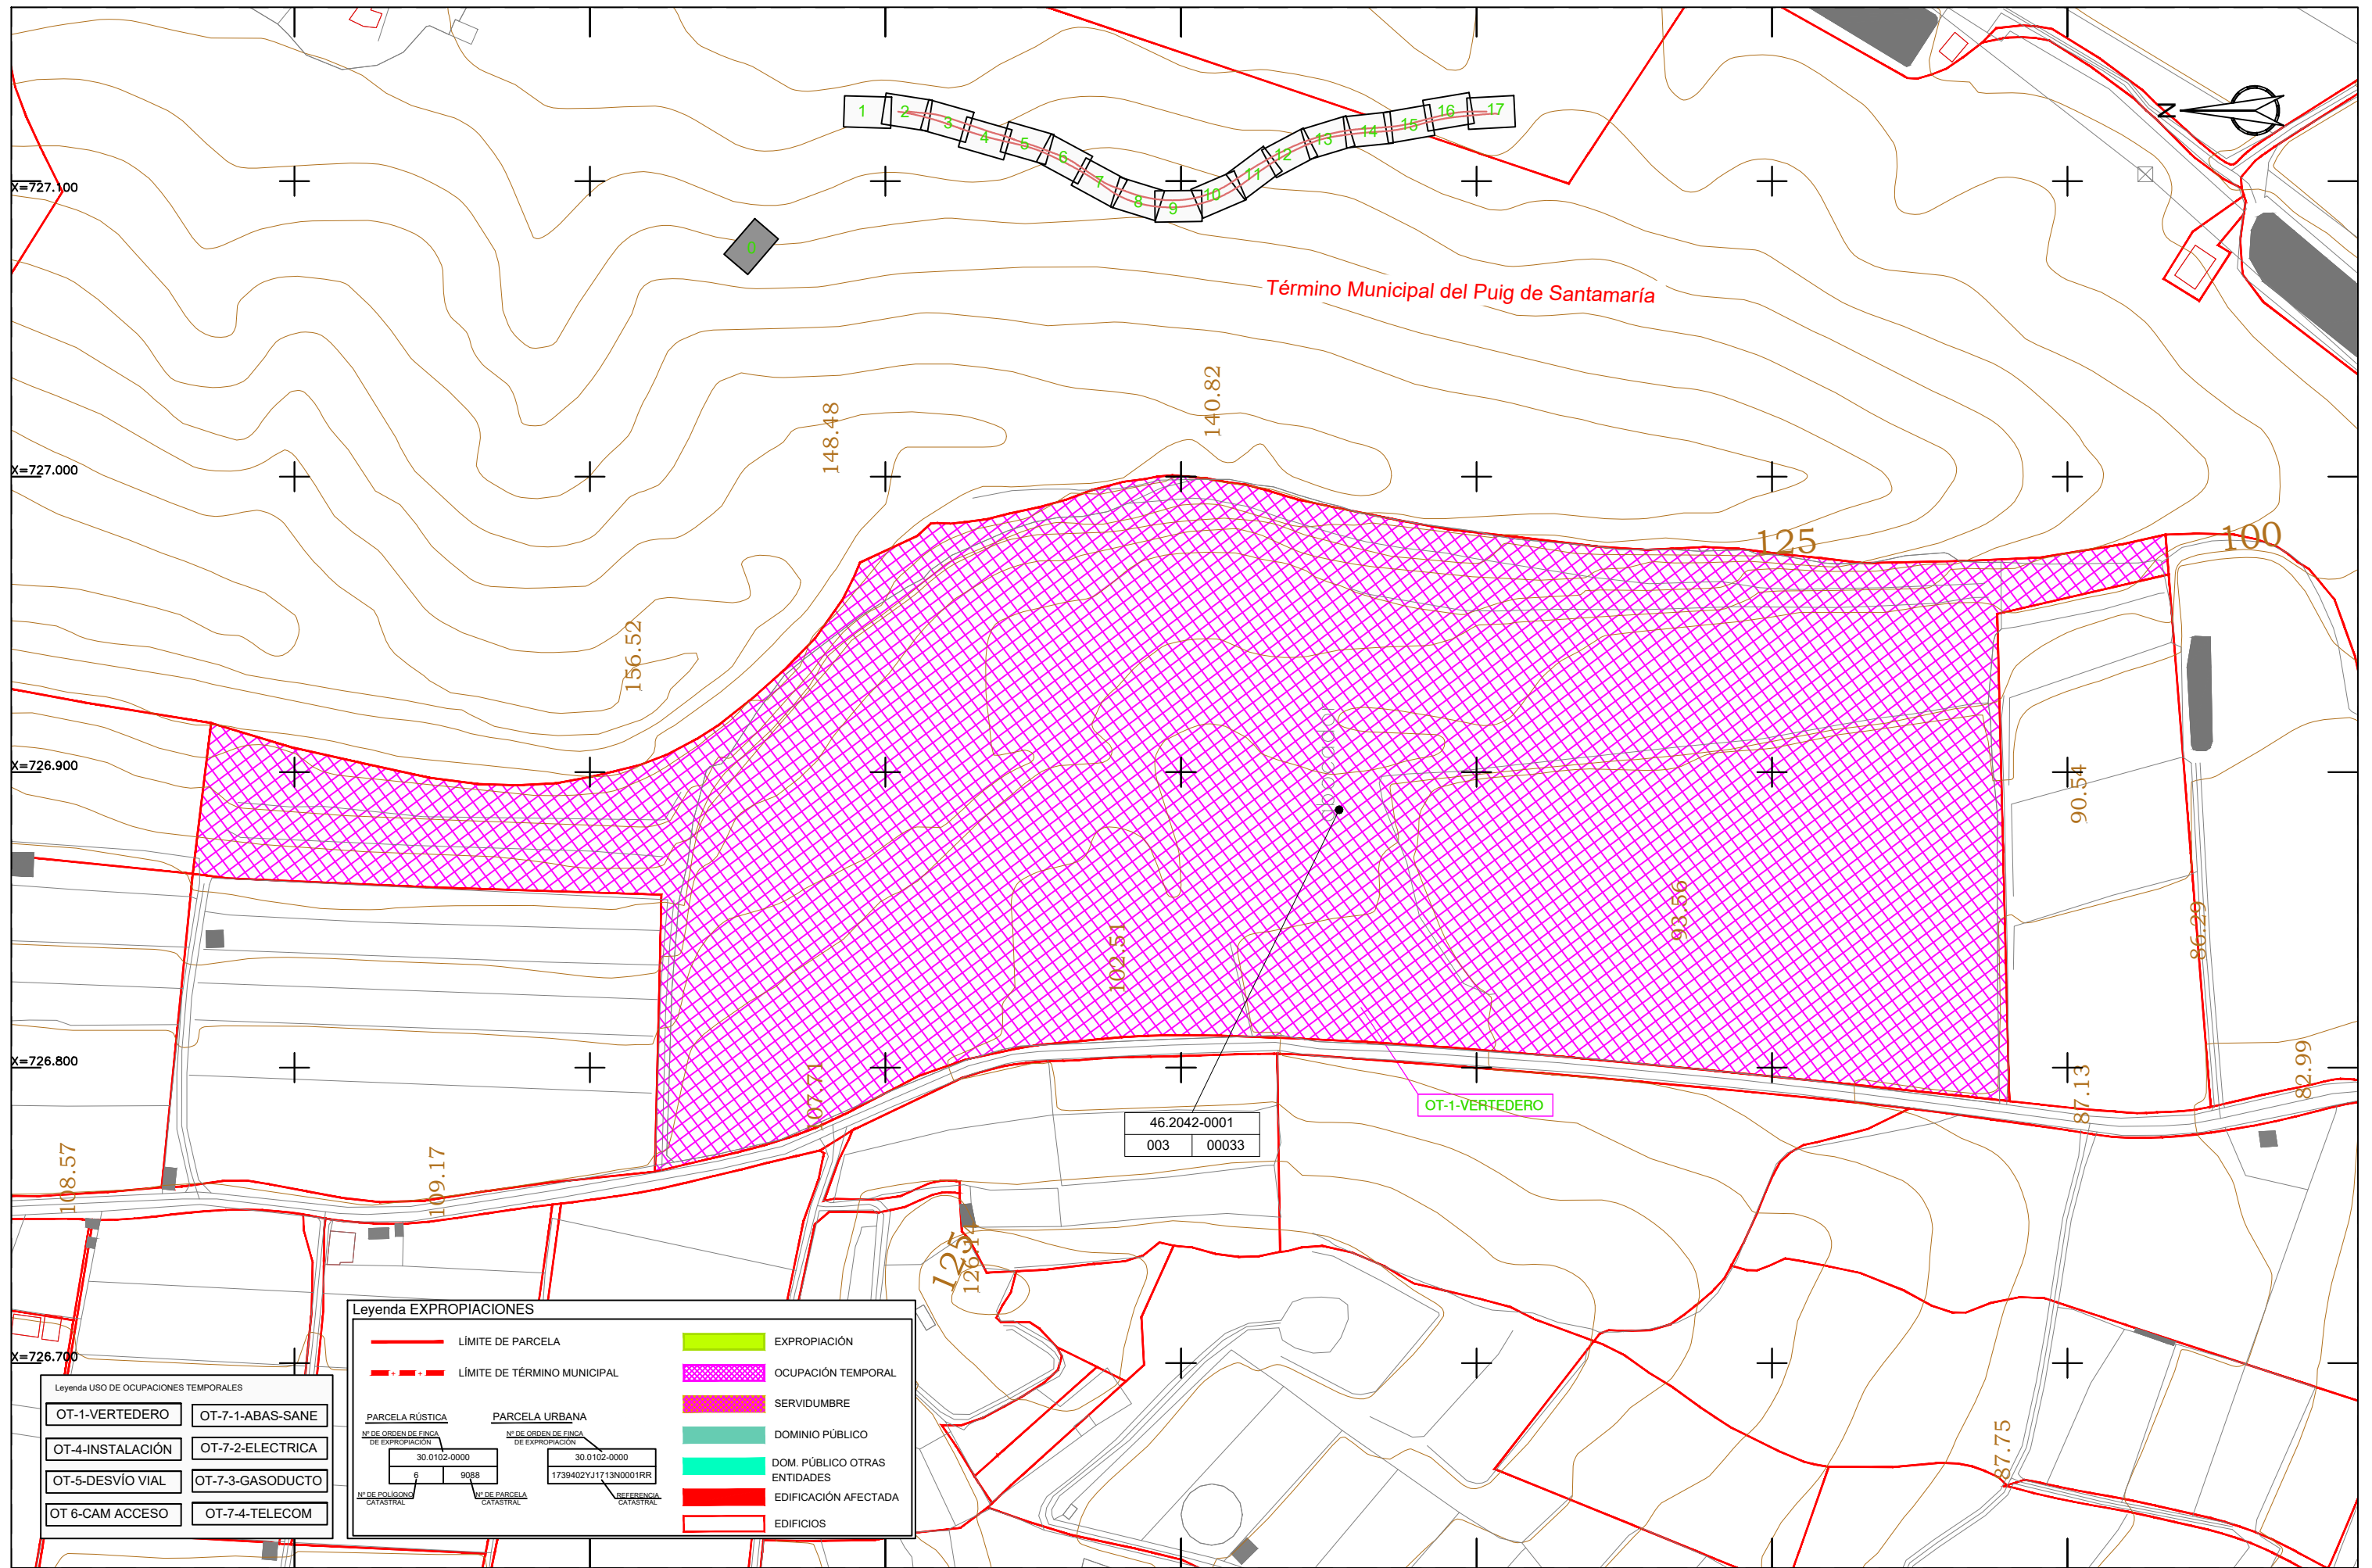 1 2 3 4 5 6 7 8 9 10 11 12 13 14 15 16 17
0
N
X=727.100
Término Municipal del Puig de Santamaría
140.82
148.48
X=727.000
125
100
156.52
X=726.900
90.54
93.56
86.29
102.51
X=726.800
107.71
87.13
82.99
OT-1-VERTEDERO
46.2042-0001
003 00033
108.57
109.17
125
126.14
87.75
X=726.700
Leyenda EXPROPIACIONES
LÍMITE DE PARCELA
LÍMITE DE TÉRMINO MUNICIPAL
PARCELA RÚSTICA
Nº DE ORDEN DE FINCA
DE EXPROPIACIÓN
30.0102-0000
6 9088
Nº DE POLÍGONO
CATASTRAL
Nº DE PARCELA
CATASTRAL
PARCELA URBANA
Nº DE ORDEN DE FINCA
DE EXPROPIACIÓN
30.0102-0000
1739402YJ1713N0001RR
REFERENCIA
CATASTRAL
EXPROPIACIÓN
OCUPACIÓN TEMPORAL
SERVIDUMBRE
DOMINIO PÚBLICO
DOM. PÚBLICO OTRAS
ENTIDADES
EDIFICACIÓN AFECTADA
EDIFICIOS
Leyenda USO DE OCUPACIONES TEMPORALES
OT-1-VERTEDERO
OT-7-1-ABAS-SANE
OT-4-INSTALACIÓN
OT-7-2-ELECTRICA
OT-5-DESVÍO VIAL
OT-7-3-GASODUCTO
OT 6-CAM ACCESO
OT-7-4-TELECOM